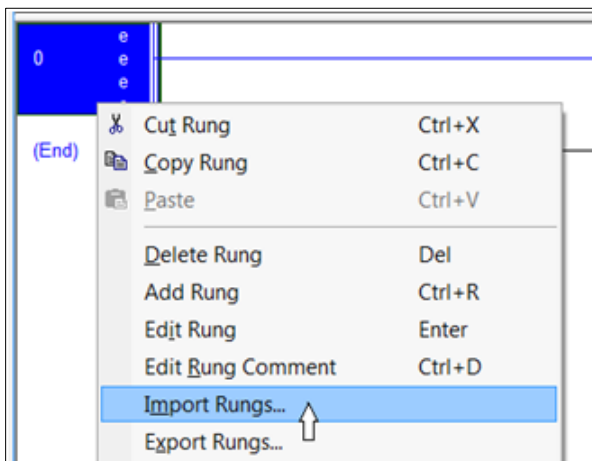 e
0 e
e
(End)
Cut Rung Ctrl+X
Copy Rung Ctrl+C
Paste Ctrl+V
Delete Rung Del
Add Rung Ctrl+R
Edit Rung Enter
Edit Rung Comment Ctrl+D
Import Rungs...
Export Rungs...